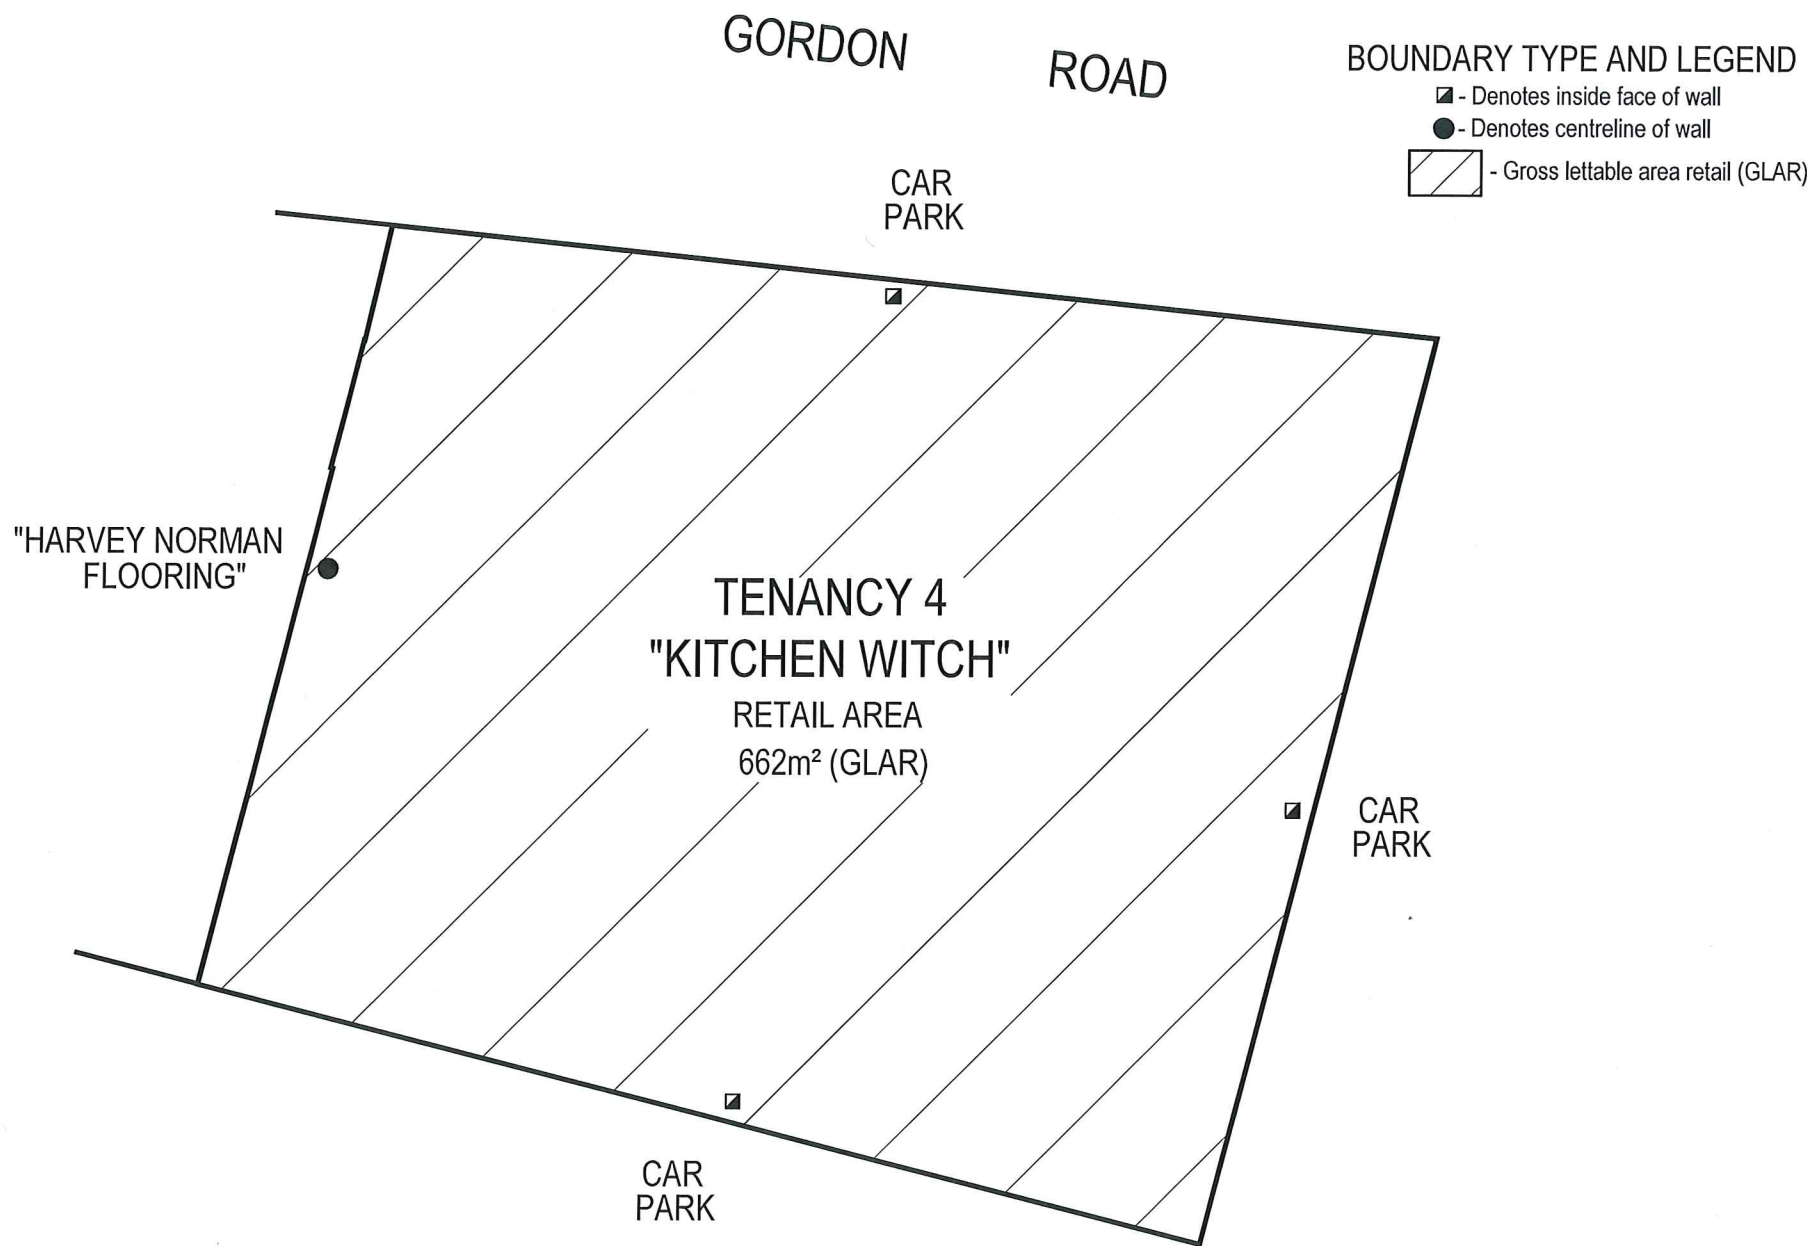 GORDON ROAD
BOUNDARY TYPE AND LEGEND
- Denotes inside face of wall
- Denotes centreline of wall
- Gross lettable area retail (GLAR)
CAR
PARK
"HARVEY NORMAN
FLOORING"
TENANCY 4
"KITCHEN WITCH"
RETAIL AREA
662m² (GLAR)
CAR
PARK
CAR
PARK